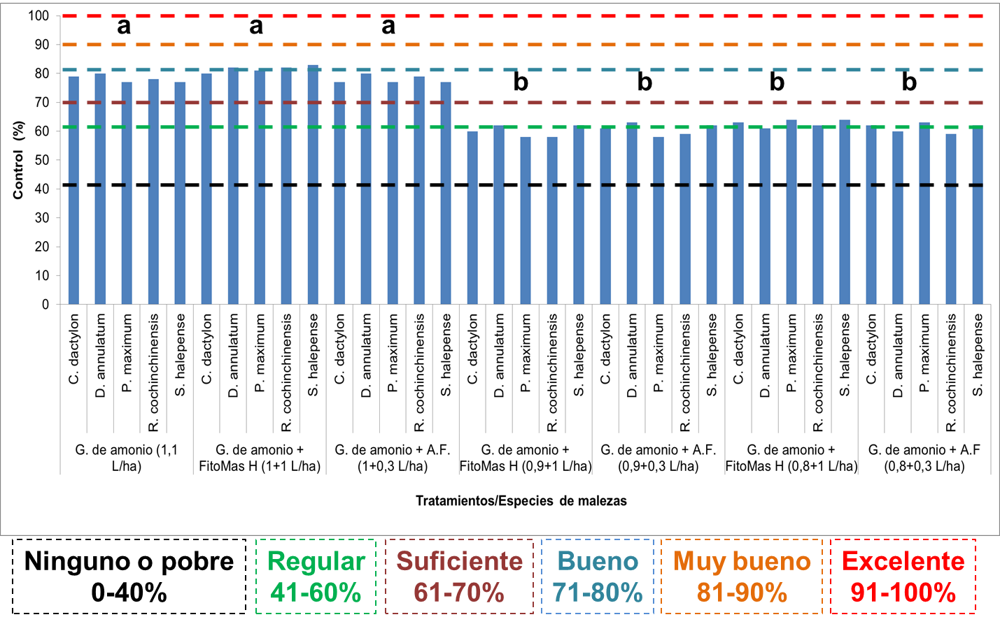 100
90
80
70
60
50
40
30
20
10
0
Control (%)
a
a
a
b
b
b
b
C. dactylon
D. annulatum
P. maximum
R. cochinchinensis
S. halepense
C. dactylon
D. annulatum
P. maximum
R. cochinchinensis
S. halepense
C. dactylon
D. annulatum
P. maximum
R. cochinchinensis
S. halepense
C. dactylon
D. annulatum
P. maximum
R. cochinchinensis
S. halepense
C. dactylon
D. annulatum
P. maximum
R. cochinchinensis
S. halepense
C. dactylon
D. annulatum
P. maximum
R. cochinchinensis
S. halepense
C. dactylon
D. annulatum
P. maximum
R. cochinchinensis
S. halepense
G. de amonio (1,1
L/ha)
G. de amonio +
FitoMas H (1+1 L/ha)
G. de amonio + A.F.
(1+0,3 L/ha)
G. de amonio +
FitoMas H (0,9+1 L/ha)
G. de amonio + A.F.
(0,9+0,3 L/ha)
G. de amonio +
FitoMas H (0,8+1 L/ha)
G. de amonio + A.F
(0,8+0,3 L/ha)
Tratamientos/Especies de malezas
Ninguno o pobre
0-40%
Regular
41-60%
Suficiente
61-70%
Bueno
71-80%
Muy bueno
81-90%
Excelente
91-100%